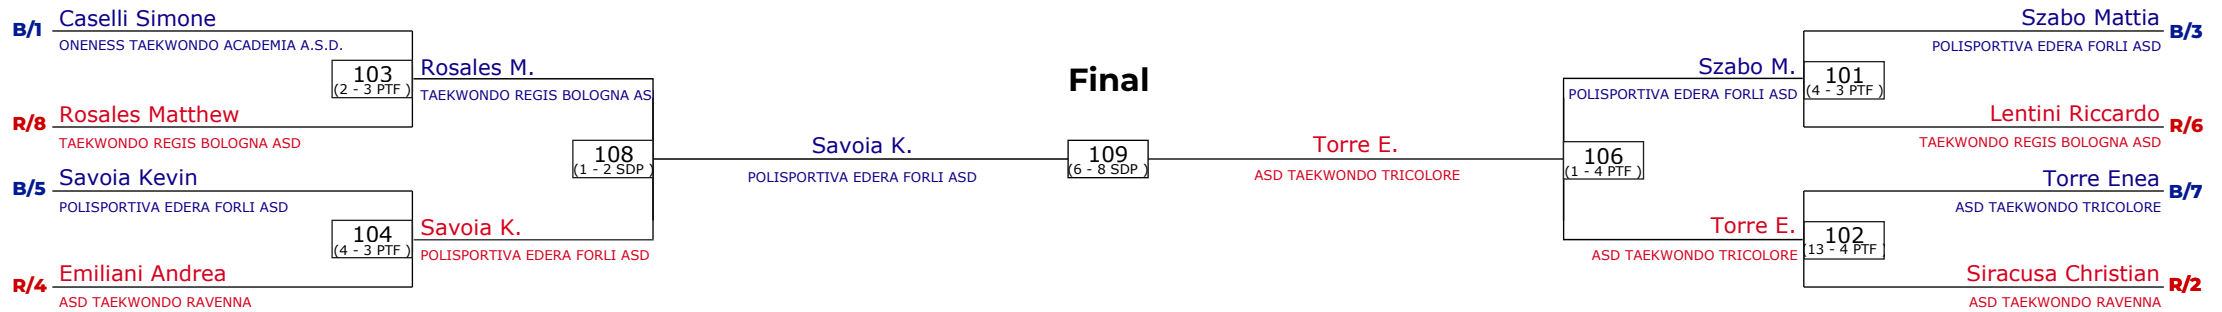 B/1 Caselli Simone
ONENESS TAEKWONDO ACADEMIA A.S.D.
103
(2 - 3 PTF )
R/8 Rosales Matthew
TAEKWONDO REGIS BOLOGNA ASD
B/5 Savoia Kevin
POLISPORTIVA EDERA FORLI ASD
104
(4 - 3 PTF )
R/4 Emiliani Andrea
ASD TAEKWONDO RAVENNA
Rosales M.
TAEKWONDO REGIS BOLOGNA AS
108
(1 - 2 SDP )
Savoia K.
POLISPORTIVA EDERA FORLI ASD
Savoia K.
POLISPORTIVA EDERA FORLI ASD
Final
109
(6 - 8 SDP )
Torre E.
ASD TAEKWONDO TRICOLORE
Szabo M.
POLISPORTIVA EDERA FORLI ASD
106
(1 - 4 PTF )
Torre E.
ASD TAEKWONDO TRICOLORE
Szabo Mattia B/3
POLISPORTIVA EDERA FORLI ASD
101
(4 - 3 PTF )
Lentini Riccardo R/6
TAEKWONDO REGIS BOLOGNA ASD
Torre Enea B/7
ASD TAEKWONDO TRICOLORE
102
(13 - 4 PTF )
Siracusa Christian R/2
ASD TAEKWONDO RAVENNA